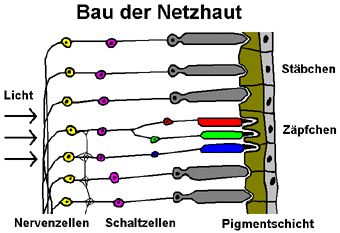 Bau der Netzhaut
Stäbchen
Licht
Zäpfchen
Nervenzellen
Schaltzellen
Pigmentschicht